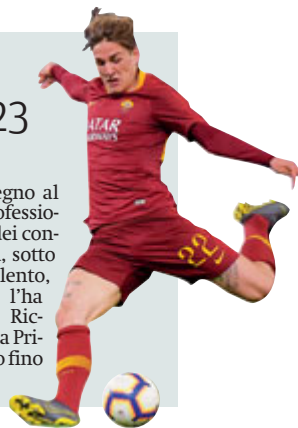 23
egno al
ofessio-
dei con-
, sotto
lento,
l'ha
Ric-
a Pri-
o fino
QATAR
AIRWAYS
22